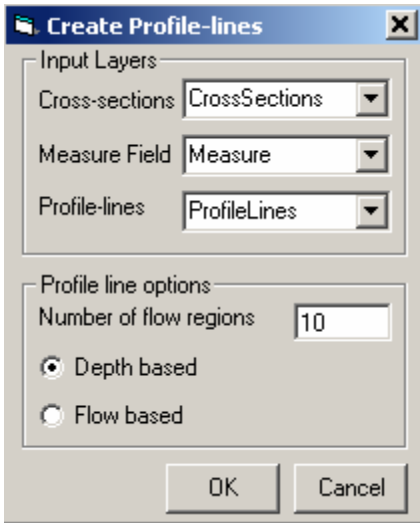 Create Profile-lines
Input Layers
Cross-sections CrossSections
Measure Field Measure
Profile-lines ProfileLines
Profile line options
Number of flow regions 10
Depth based
Flow based
OK Cancel